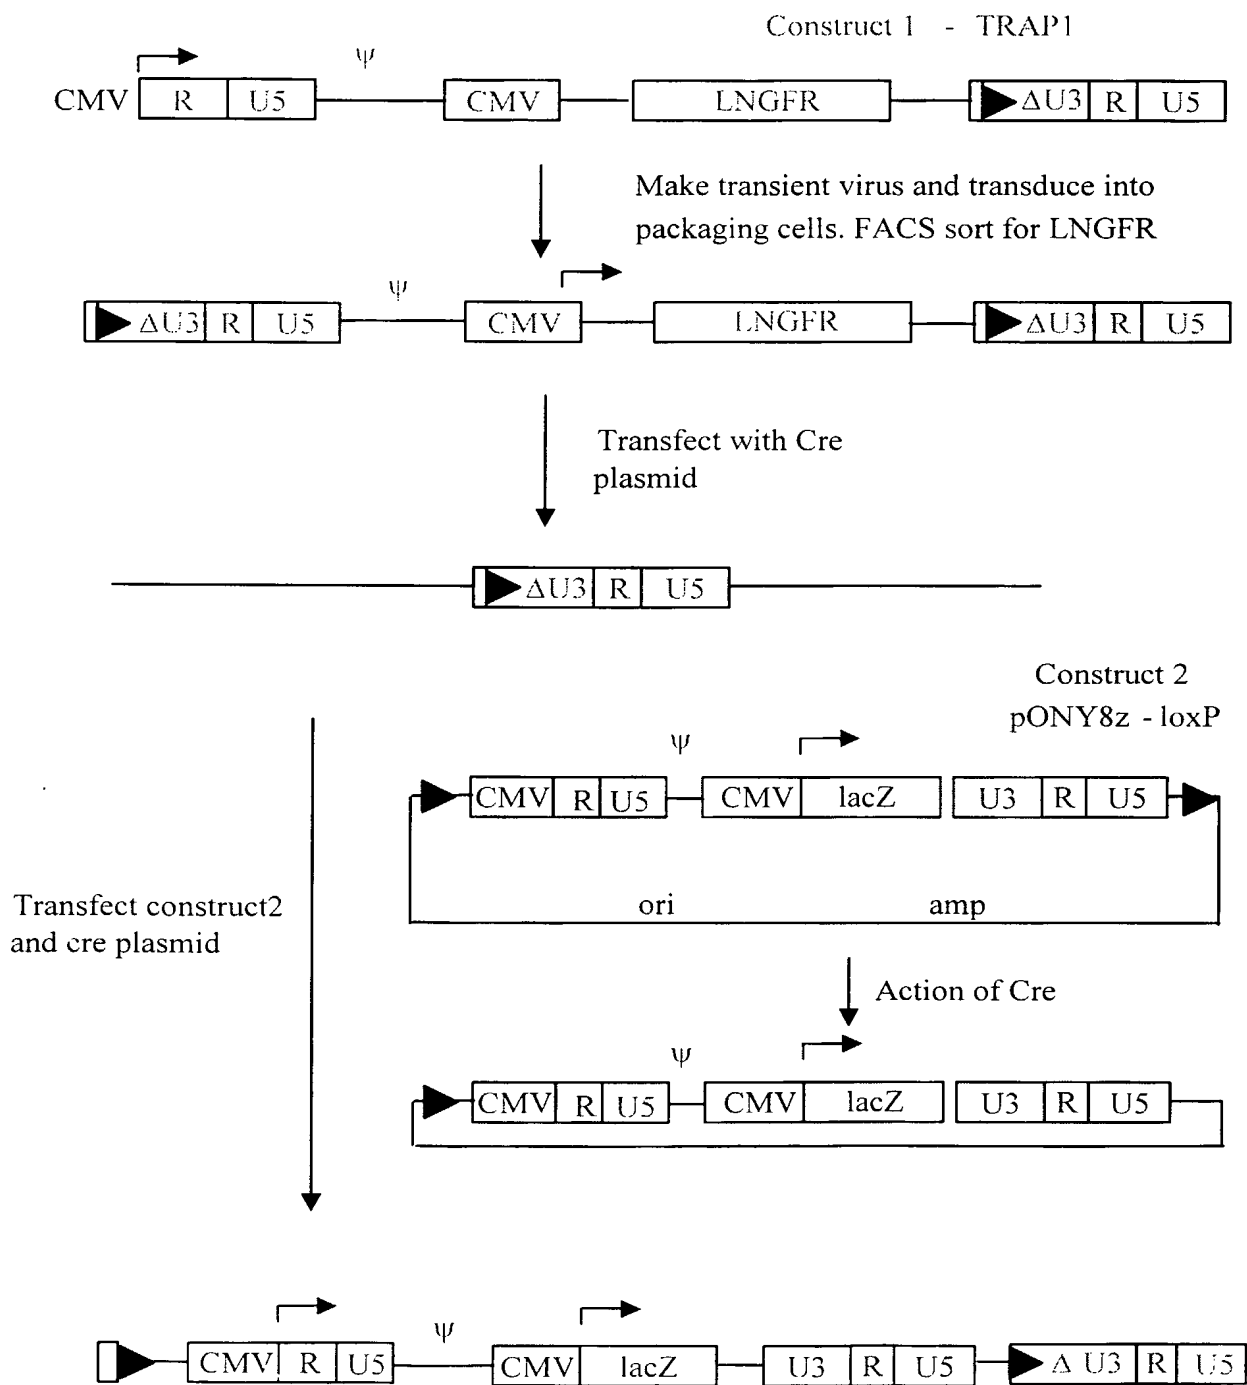 Construct 1 - TRAP1
ψ
CMV R U5 CMV LNGFR ΔU3 R U5
Make transient virus and transduce into
packaging cells. FACS sort for LNGFR
ψ
ΔU3 R U5 CMV LNGFR ΔU3 R U5
Transfect with Cre
plasmid
ΔU3 R U5
Construct 2
pONY8z - loxP
ψ
CMV R U5 CMV lacZ U3 R U5
ori amp
Transfect construct2
and cre plasmid
Action of Cre
ψ
CMV R U5 CMV lacZ U3 R U5
ψ
CMV R U5 CMV lacZ U3 R U5 Δ U3 R U5